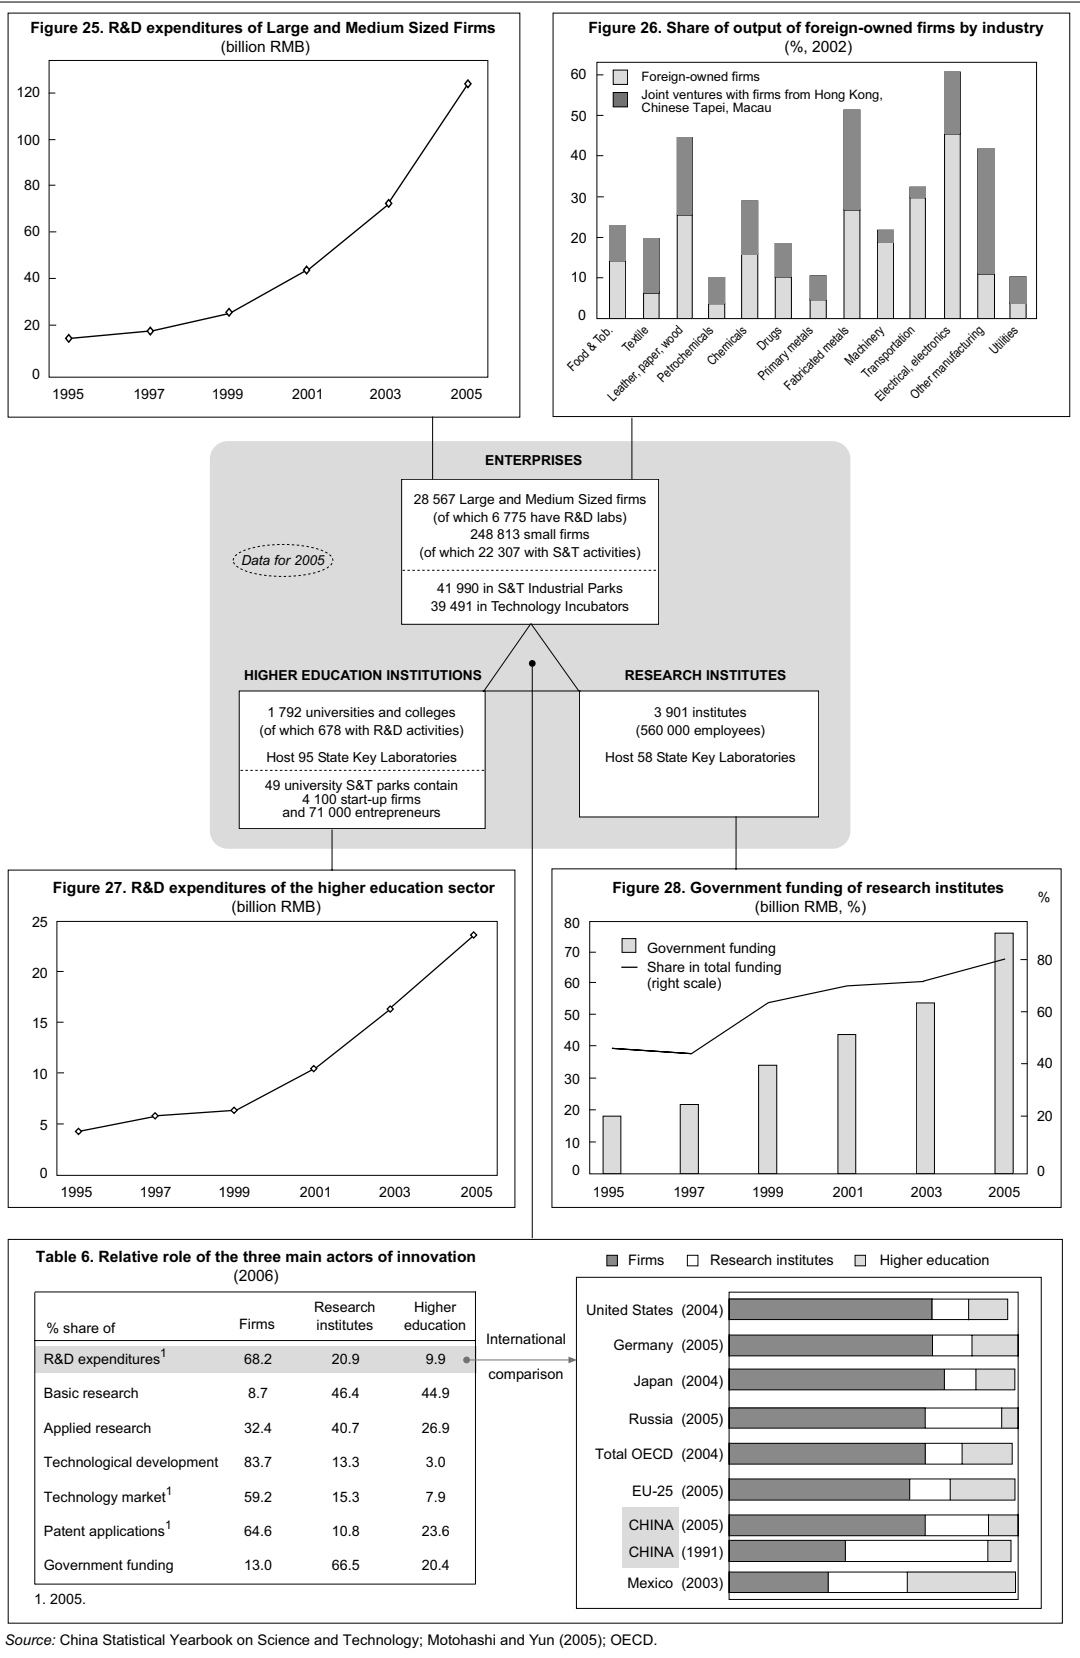 Figure 25. R&D expenditures of Large and Medium Sized Firms
(billion RMB)
120
100
80
60
40
20
0
1995 1997 1999 2001 2003 2005
Figure 26. Share of output of foreign-owned firms by industry
(%, 2002)
60
50
40
30
20
10
0
Foreign-owned firms
Joint ventures with firms from Hong Kong,
Chinese Tapei, Macau
Food & Tob.
Textile
Leather, paper, wood
Petrochemicals
Chemicals
Drugs
Primary metals
Fabricated metals
Machinery
Transportation
Electrical, electronics
Other manufacturing
Utilities
ENTERPRISES
28 567 Large and Medium Sized firms
(of which 6 775 have R&D labs)
248 813 small firms
(of which 22 307 with S&T activities)
41 990 in S&T Industrial Parks
39 491 in Technology Incubators
Data for 2005
HIGHER EDUCATION INSTITUTIONS
1 792 universities and colleges
(of which 678 with R&D activities)
Host 95 State Key Laboratories
49 university S&T parks contain
4 100 start-up firms
and 71 000 entrepreneurs
RESEARCH INSTITUTES
3 901 institutes
(560 000 employees)
Host 58 State Key Laboratories
Figure 27. R&D expenditures of the higher education sector
(billion RMB)
25
20
15
10
5
0
1995 1997 1999 2001 2003 2005
Figure 28. Government funding of research institutes
(billion RMB, %)
%
80
70
60
50
40
30
20
10
0
Government funding
Share in total funding
(right scale)
80
60
40
20
0
1995 1997 1999 2001 2003 2005
Table 6. Relative role of the three main actors of innovation
(2006)
% share of Firms Research institutes Higher education
R&D expenditures1 68.2 20.9 9.9
Basic research 8.7 46.4 44.9
Applied research 32.4 40.7 26.9
Technological development 83.7 13.3 3.0
Technology market1 59.2 15.3 7.9
Patent applications1 64.6 10.8 23.6
Government funding 13.0 66.5 20.4
1. 2005.
International
comparison
Firms Research institutes Higher education
United States (2004)
Germany (2005)
Japan (2004)
Russia (2005)
Total OECD (2004)
EU-25 (2005)
CHINA (2005)
CHINA (1991)
Mexico (2003)
Source: China Statistical Yearbook on Science and Technology; Motohashi and Yun (2005); OECD.